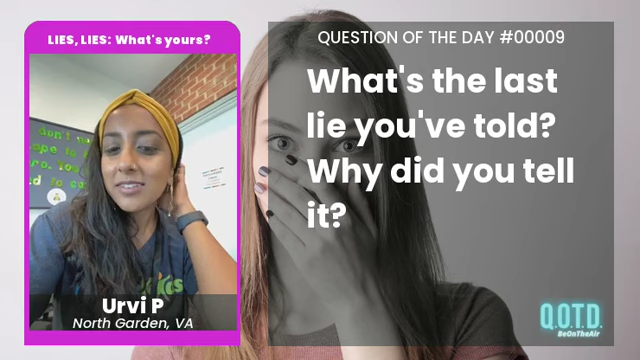 LIES, LIES: What's yours?
Urvi P
North Garden, VA
QUESTION OF THE DAY #00009
What's the last
lie you've told?
Why did you tell
it?
Q.O.T.D.
BeOnTheAir